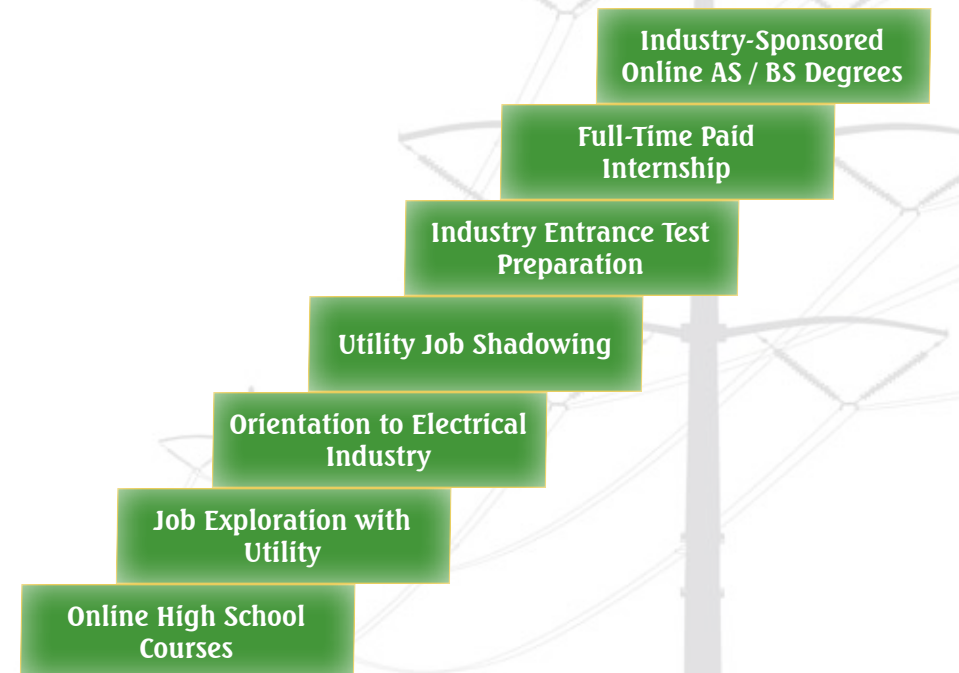 Industry-Sponsored
Online AS / BS Degrees
Full-Time Paid
Internship
Industry Entrance Test
Preparation
Utility Job Shadowing
Orientation to Electrical
Industry
Job Exploration with
Utility
Online High School
Courses